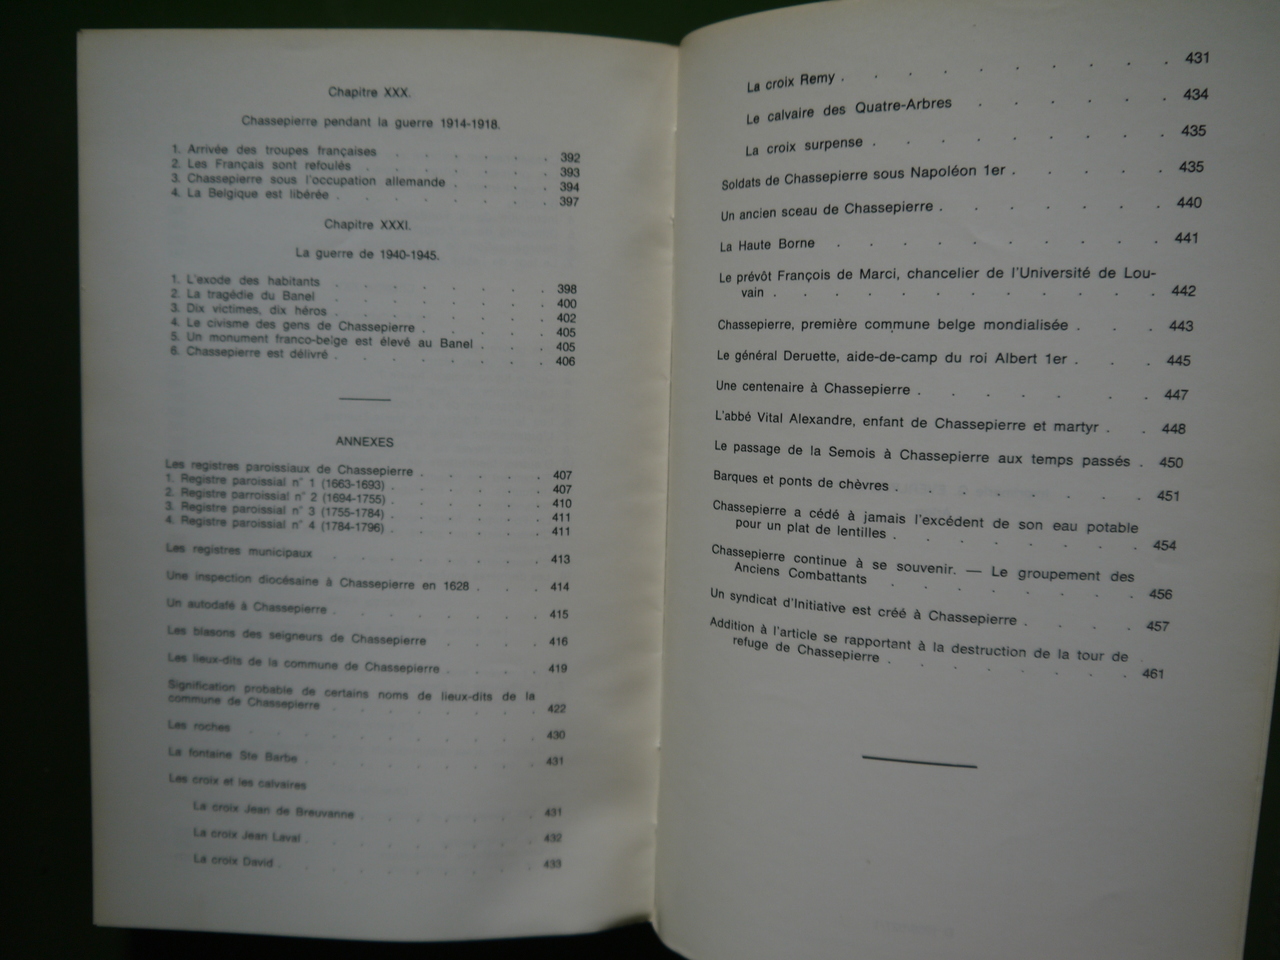 Chapitre XXX.
Chassepierre pendant la guerre 1914-1918.
1. Arrivée des troupes françaises . . . . . . 392
2. Les Français sont refoulés . . . . . . . 393
3. Chassepierre sous l'occupation allemande . . . . 394
4. La Belgique est libérée . . . . . . . . 397
Chapitre XXXI.
La guerre de 1940-1945.
1. L'exode des habitants . . . . . . . . 398
2. La tragédie du Banel . . . . . . . . 400
3. Dix victimes, dix héros . . . . . . . . 402
4. Le civisme des gens de Chassepierre . . . . . 405
5. Un monument franco-belge est élevé au Banel . . . 405
6. Chassepierre est délivré . . . . . . . . 406
ANNEXES
Les registres paroissiaux de Chassepierre . . . . . 407
1. Registre paroissial n° 1 (1663-1693) . . . . . . 407
2. Registre parroissial n° 2 (1694-1755) . . . . . . 410
3. Registre paroissial n° 3 (1755-1784) . . . . . . 411
4. Registre paroissial n° 4 (1784-1796) . . . . . . 411
Les registres municipaux . . . . . . . . 413
Une inspection diocésaine à Chassepierre en 1628 . . . 414
Un autodafé à Chassepierre . . . . . . . . 415
Les blasons des seigneurs de Chassepierre . . . . 416
Les lieux-dits de la commune de Chassepierre . . . . 419
Signification probable de certains noms de lieux-dits de la
commune de Chassepierre . . . . . . . . 422
Les roches . . . . . . . . . . . 430
La fontaine Ste Barbe . . . . . . . . . 431
Les croix et les calvaires
La croix Jean de Breuvanne . . . . . . . 431
La croix Jean Laval . . . . . . . . . 432
La croix David . . . . . . . . . . 433
La croix Remy . . . . . . . . . . . 431
Le calvaire des Quatre-Arbres . . . . . . . 434
La croix surpense . . . . . . . . . . 435
Soldats de Chassepierre sous Napoléon 1er . . . . . 435
Un ancien sceau de Chassepierre . . . . . . . 440
La Haute Borne . . . . . . . . . . . 441
Le prévôt François de Marci, chancelier de l'Université de Lou-
vain . . . . . . . . . . . . . 442
Chassepierre, première commune belge mondialisée . . . 443
Le général Deruette, aide-de-camp du roi Albert 1er . . . 445
Une centenaire à Chassepierre . . . . . . . . 447
L'abbé Vital Alexandre, enfant de Chassepierre et martyr . . 448
Le passage de la Semois à Chassepierre aux temps passés . 450
Barques et ponts de chèvres . . . . . . . . . 451
Chassepierre a cédé à jamais l'excédent de son eau potable
pour un plat de lentilles . . . . . . . . . 454
Chassepierre continue à se souvenir. — Le groupement des
Anciens Combattants . . . . . . . . . 456
Un syndicat d'Initiative est créé à Chassepierre . . . . 457
Addition à l'article se rapportant à la destruction de la tour de
refuge de Chassepierre . . . . . . . . . 461